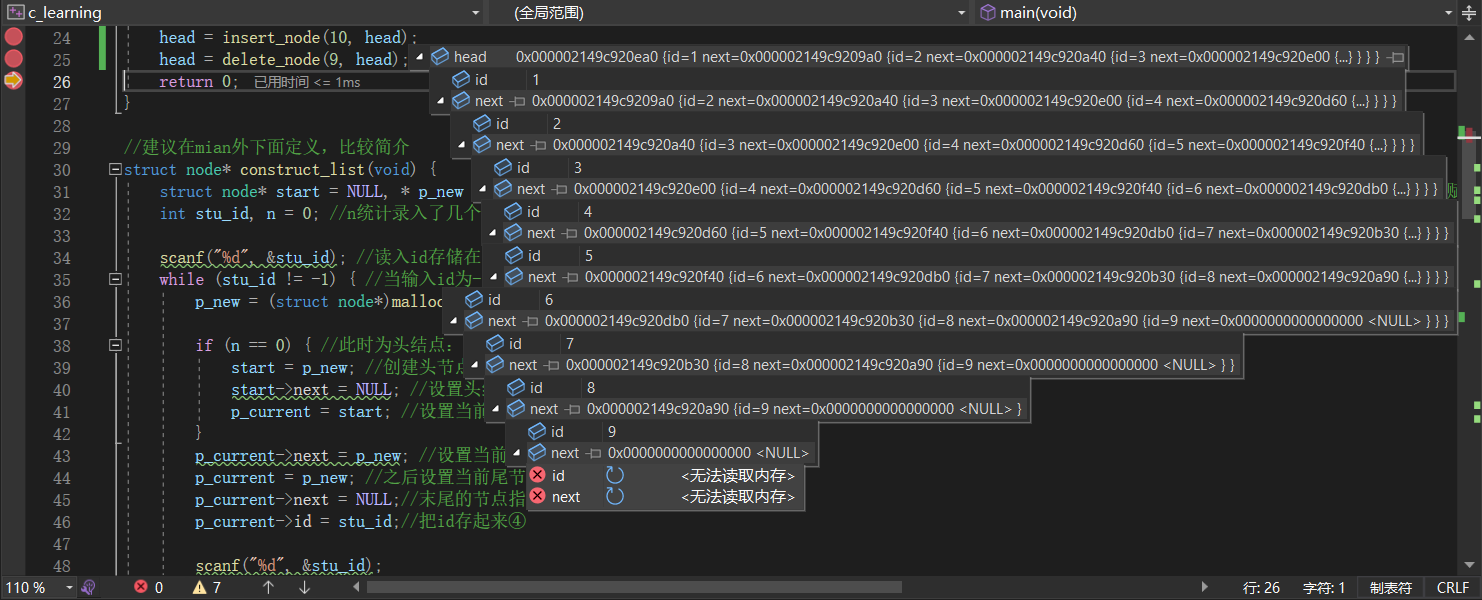 c_learning (全局范围) main(void)
24 head = insert_node(10, head);
25 head = delete_node(9, head);
26 return 0; 已用时间 <= 1ms
27 }
28
29 //建议在mian外下面定义，比较简介
30 struct node* construct_list(void) {
31 struct node* start = NULL, * p_new
32 int stu_id, n = 0; //n统计录入了几个
33
34 scanf("%d", &stu_id); //读入id存储在
35 while (stu_id != -1) { //当输入id为-
36 p_new = (struct node*)malloc
37
38 if (n == 0) { //此时为头结点：
39 start = p_new; //创建头节点
40 start->next = NULL; //设置头
41 p_current = start; //设置当前
42 }
43 p_current->next = p_new; //设置当前
44 p_current = p_new; //之后设置当前尾节
45 p_current->next = NULL;//末尾的节点指
46 p_current->id = stu_id;//把id存起来④
47
48 scanf("%d", &stu_id);
head 0x000002149c920ea0 {id=1 next=0x000002149c9209a0 {id=2 next=0x000002149c920a40 {id=3 next=0x000002149c920e00 {...} } } }
id 1
next 0x000002149c9209a0 {id=2 next=0x000002149c920a40 {id=3 next=0x000002149c920e00 {id=4 next=0x000002149c920d60 {...} } } }
id 2
next 0x000002149c920a40 {id=3 next=0x000002149c920e00 {id=4 next=0x000002149c920d60 {id=5 next=0x000002149c920f40 {...} } } }
id 3
next 0x000002149c920e00 {id=4 next=0x000002149c920d60 {id=5 next=0x000002149c920f40 {id=6 next=0x000002149c920db0 {...} } } }
id 4
next 0x000002149c920d60 {id=5 next=0x000002149c920f40 {id=6 next=0x000002149c920db0 {id=7 next=0x000002149c920b30 {...} } } }
id 5
next 0x000002149c920f40 {id=6 next=0x000002149c920db0 {id=7 next=0x000002149c920b30 {id=8 next=0x000002149c920a90 {...} } } }
id 6
next 0x000002149c920db0 {id=7 next=0x000002149c920b30 {id=8 next=0x000002149c920a90 {id=9 next=0x0000000000000000 <NULL> } } }
id 7
next 0x000002149c920b30 {id=8 next=0x000002149c920a90 {id=9 next=0x0000000000000000 <NULL> } }
id 8
next 0x000002149c920a90 {id=9 next=0x0000000000000000 <NULL> }
id 9
next 0x0000000000000000 <NULL>
id <无法读取内存>
next <无法读取内存>
110 % 0 7 行: 26 字符: 1 制表符 CRLF